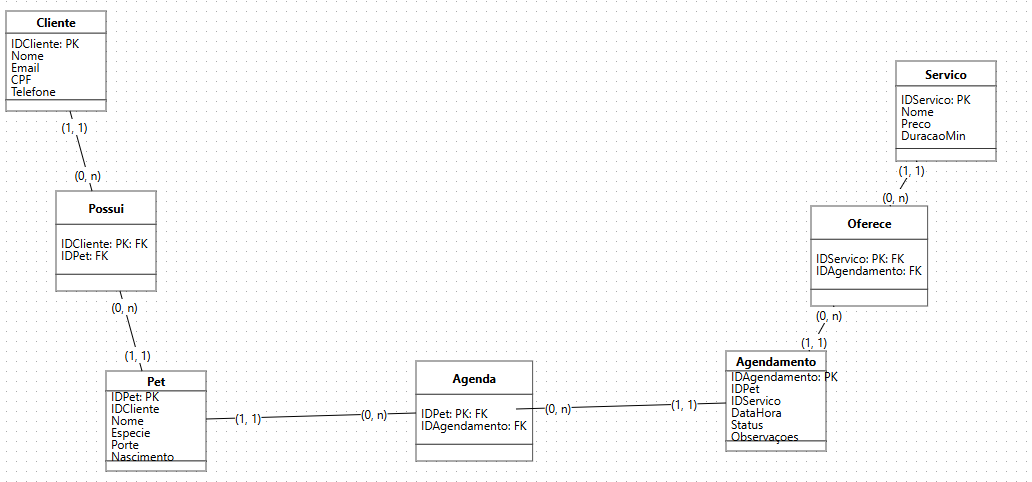 Cliente
IDCliente: PK
Nome
Email
CPF
Telefone
(1, 1)
(0, n)
Possui
IDCliente: PK: FK
IDPet: FK
(0, n)
(1, 1)
Pet
IDPet: PK
IDCliente
Nome
Especie
Porte
Nascimento
(1, 1)
(0, n)
Agenda
IDPet: PK: FK
IDAgendamento: FK
(0, n)
(1, 1)
Servico
IDServico: PK
Nome
Preco
DuracaoMin
(1, 1)
(0, n)
Oferece
IDServico: PK: FK
IDAgendamento: FK
(0, n)
(1, 1)
Agendamento
IDAgendamento: PK
IDPet
IDServico
DataHora
Status
Observaçoes